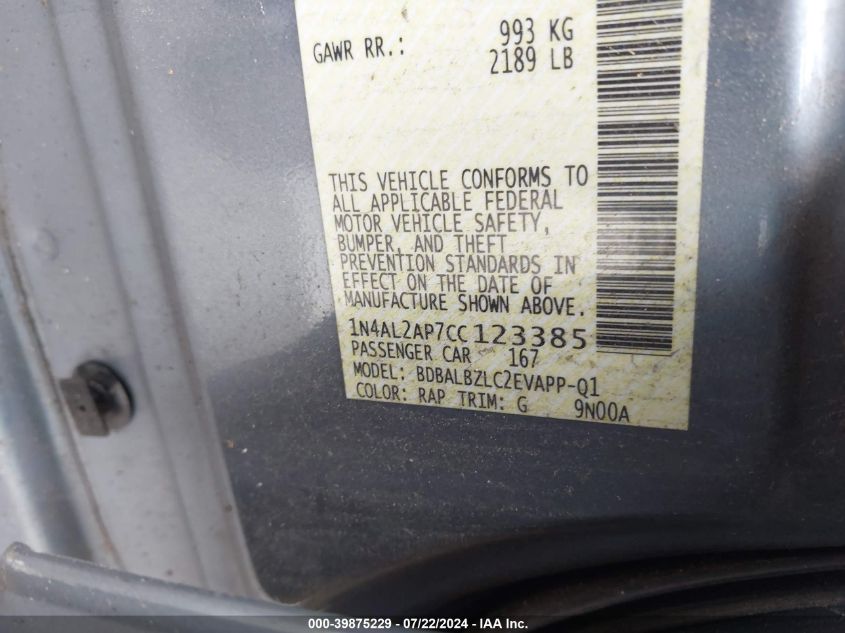 GAWR RR.: 993 KG
2189 LB
THIS VEHICLE CONFORMS TO
ALL APPLICABLE FEDERAL
MOTOR VEHICLE SAFETY,
BUMPER, AND THEFT
PREVENTION STANDARDS IN
EFFECT ON THE DATE OF
MANUFACTURE SHOWN ABOVE.
1N4AL2AP7CC123385
PASSENGER CAR 167
MODEL: BDBALBZLC2EVAPP-Q1
COLOR: RAP TRIM: G 9N00A
000-39875229 - 07/22/2024 - IAA Inc.